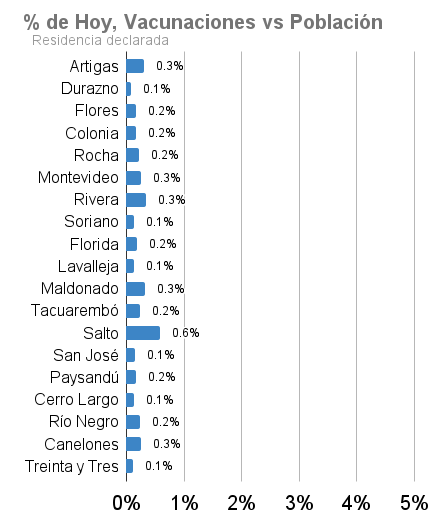 % de Hoy, Vacunaciones vs Población
Residencia declarada
Artigas 0.3%
Durazno 0.1%
Flores 0.2%
Colonia 0.2%
Rocha 0.2%
Montevideo 0.3%
Rivera 0.3%
Soriano 0.1%
Florida 0.2%
Lavalleja 0.1%
Maldonado 0.3%
Tacuarembó 0.2%
Salto 0.6%
San José 0.1%
Paysandú 0.2%
Cerro Largo 0.1%
Río Negro 0.2%
Canelones 0.3%
Treinta y Tres 0.1%
0% 1% 2% 3% 4% 5%